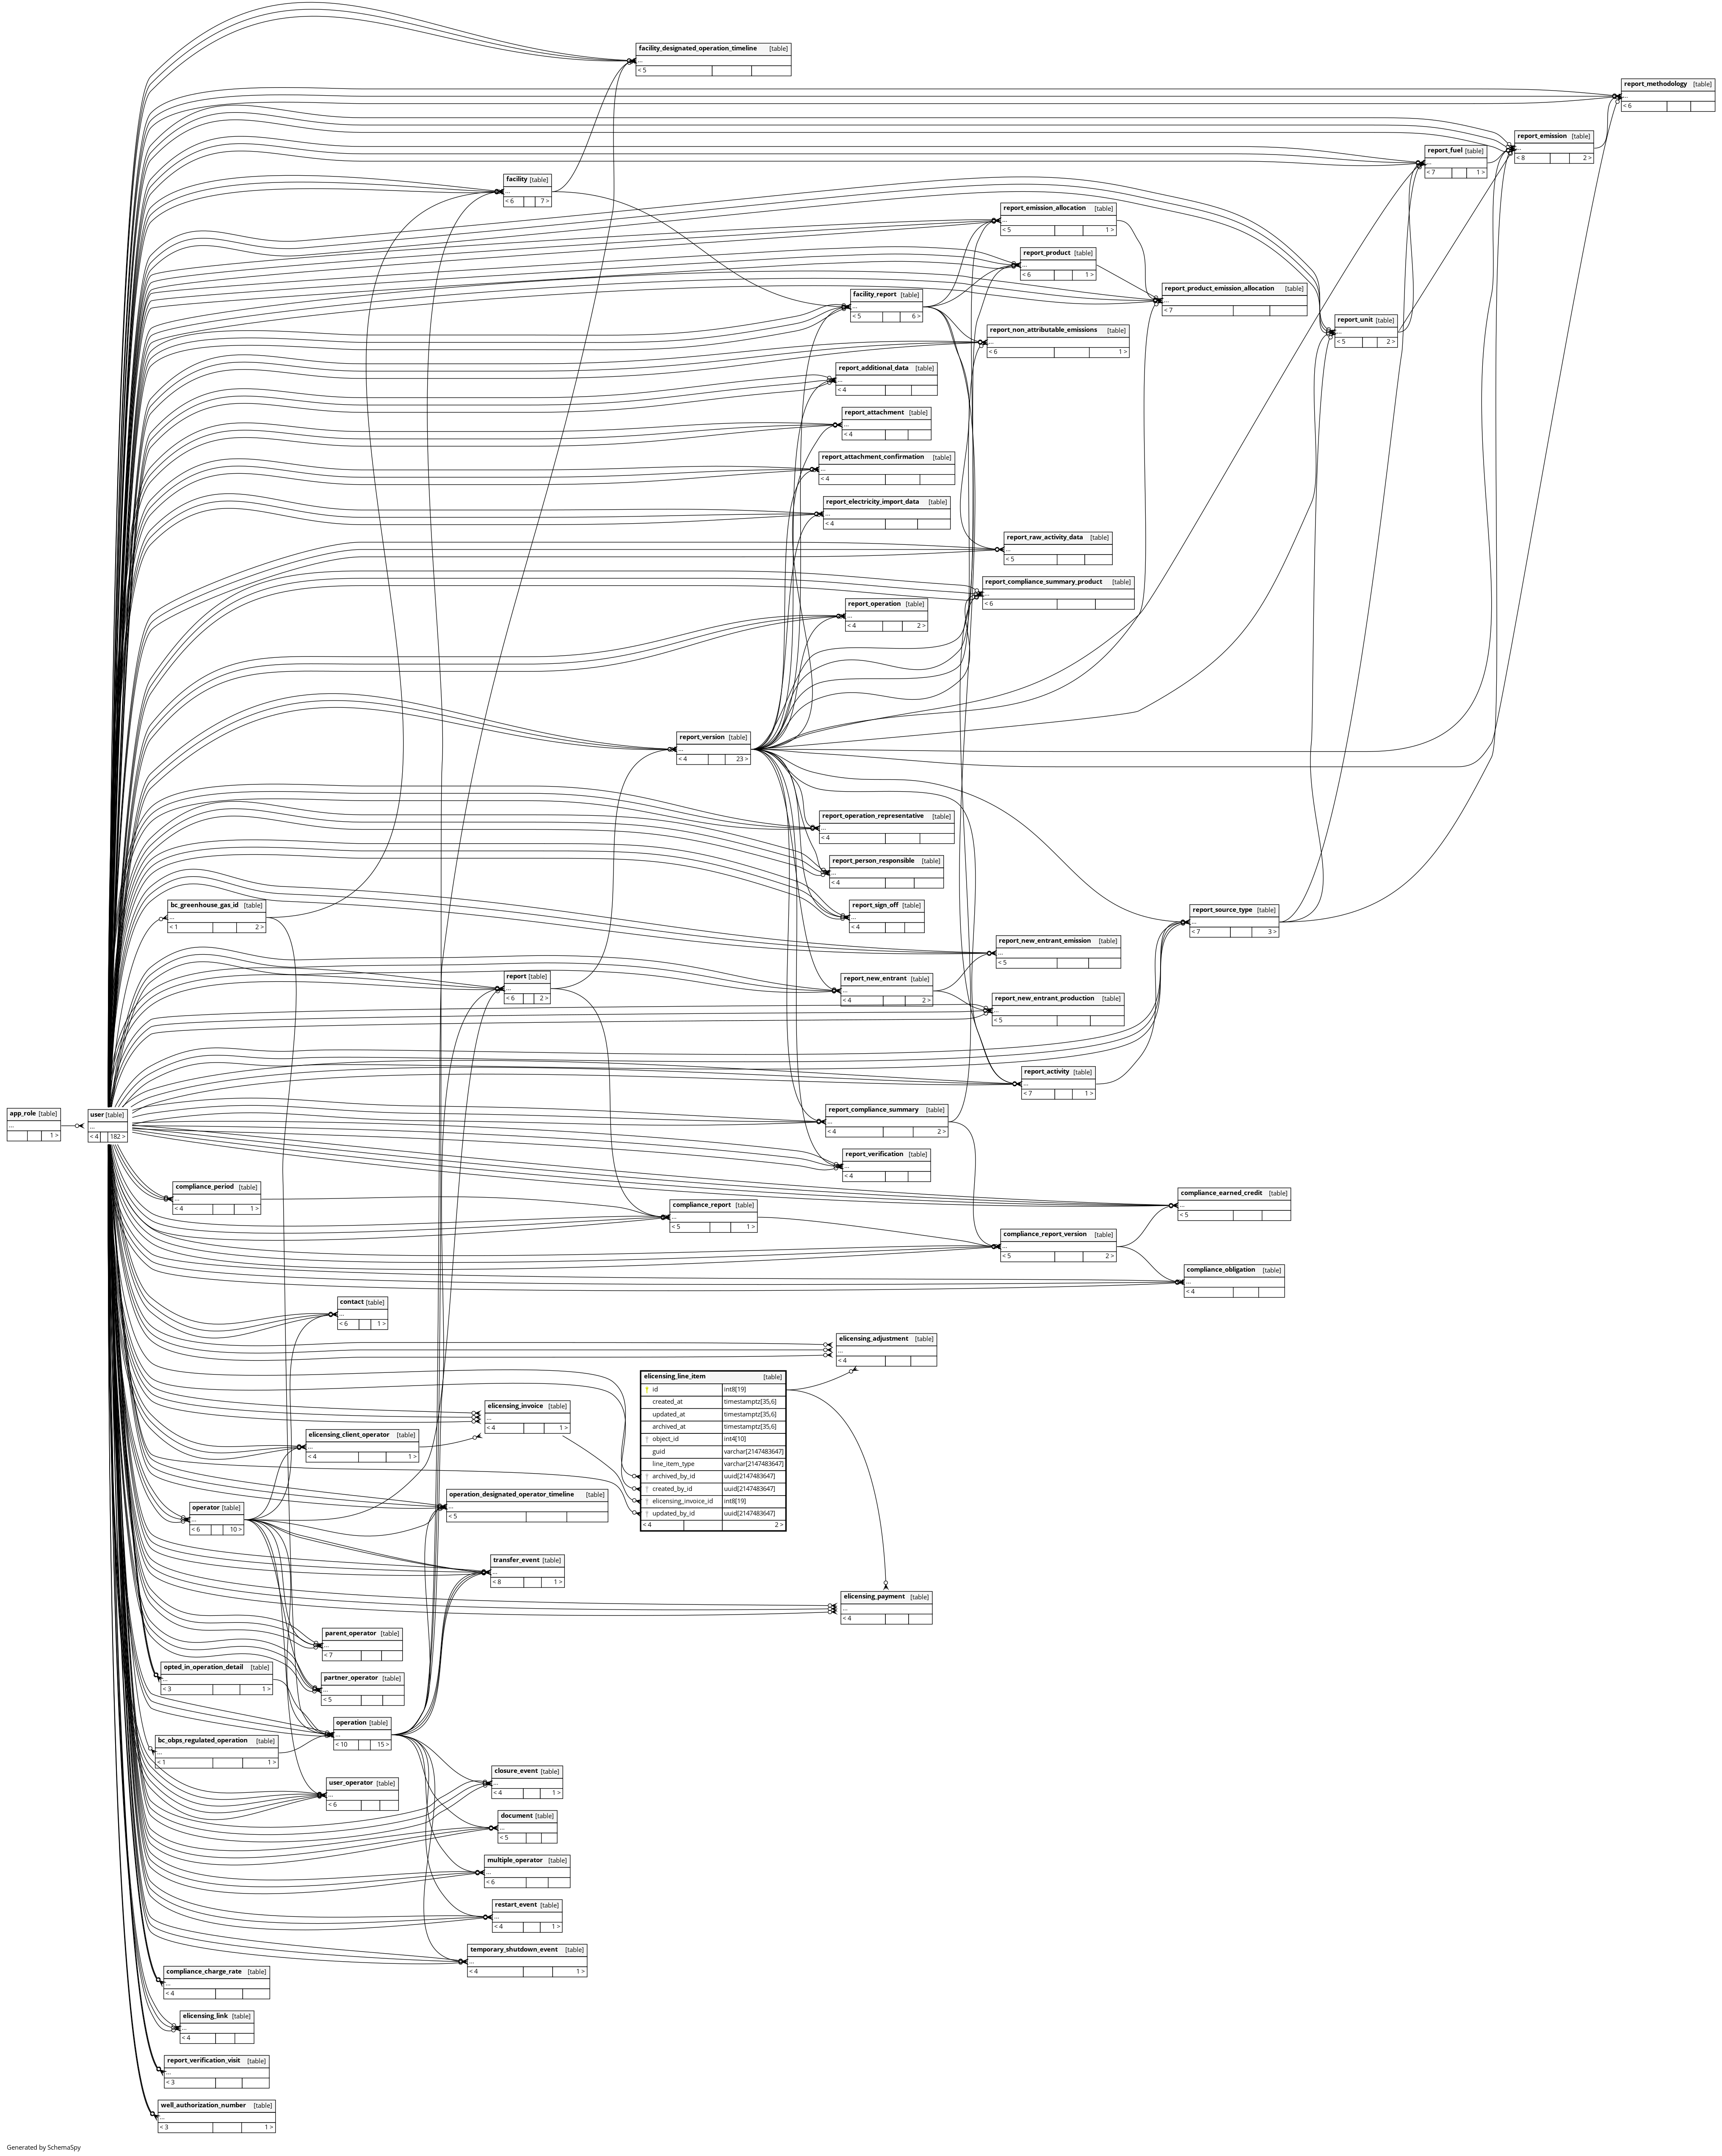 facility_designated_operation_timeline [table]
...
< 5
report_methodology [table]
...
< 6
report_emission [table]
...
< 8 2 >
report_fuel [table]
...
< 7 1 >
facility [table]
...
< 6 7 >
report_emission_allocation [table]
...
< 5 1 >
report_product [table]
...
< 6 1 >
report_product_emission_allocation [table]
...
< 7
facility_report [table]
...
< 5 6 >
report_unit [table]
...
< 5 2 >
report_non_attributable_emissions [table]
...
< 6 1 >
report_additional_data [table]
...
< 4
report_attachment [table]
...
< 4
report_attachment_confirmation [table]
...
< 4
report_electricity_import_data [table]
...
< 4
report_raw_activity_data [table]
...
< 5
report_compliance_summary_product [table]
...
< 6
report_operation [table]
...
< 4 2 >
report_version [table]
...
< 4 23 >
report_operation_representative [table]
...
< 4
report_person_responsible [table]
...
< 4
bc_greenhouse_gas_id [table]
...
< 1 2 >
report_sign_off [table]
...
< 4
report_source_type [table]
...
< 7 3 >
report_new_entrant_emission [table]
...
< 5
report [table]
...
< 6 2 >
report_new_entrant [table]
...
< 4 2 >
report_new_entrant_production [table]
...
< 5
report_activity [table]
...
< 7 1 >
app_role [table]
...
1 >
user [table]
...
< 4 182 >
report_compliance_summary [table]
...
< 4 2 >
report_verification [table]
...
< 4
compliance_period [table]
...
< 4 1 >
compliance_earned_credit [table]
...
< 5
compliance_report [table]
...
< 5 1 >
compliance_report_version [table]
...
< 5 2 >
compliance_obligation [table]
...
< 4
contact [table]
...
< 6 1 >
elicensing_adjustment [table]
...
< 4
elicensing_line_item [table]
id int8[19]
created_at timestamptz[35,6]
updated_at timestamptz[35,6]
archived_at timestamptz[35,6]
object_id int4[10]
guid varchar[2147483647]
line_item_type varchar[2147483647]
archived_by_id uuid[2147483647]
created_by_id uuid[2147483647]
elicensing_invoice_id int8[19]
updated_by_id uuid[2147483647]
< 4 2 >
elicensing_invoice [table]
...
< 4 1 >
elicensing_client_operator [table]
...
< 4 1 >
operation_designated_operator_timeline [table]
...
< 5
operator [table]
...
< 6 10 >
transfer_event [table]
...
< 8 1 >
elicensing_payment [table]
...
< 4
parent_operator [table]
...
< 7
opted_in_operation_detail [table]
...
< 3 1 >
partner_operator [table]
...
< 5
operation [table]
...
< 10 15 >
bc_obps_regulated_operation [table]
...
< 1 1 >
closure_event [table]
...
< 4 1 >
user_operator [table]
...
< 6
document [table]
...
< 5
multiple_operator [table]
...
< 6
restart_event [table]
...
< 4 1 >
temporary_shutdown_event [table]
...
< 4 1 >
compliance_charge_rate [table]
...
< 4
elicensing_link [table]
...
< 4
report_verification_visit [table]
...
< 3
well_authorization_number [table]
...
< 3 1 >
Generated by SchemaSpy